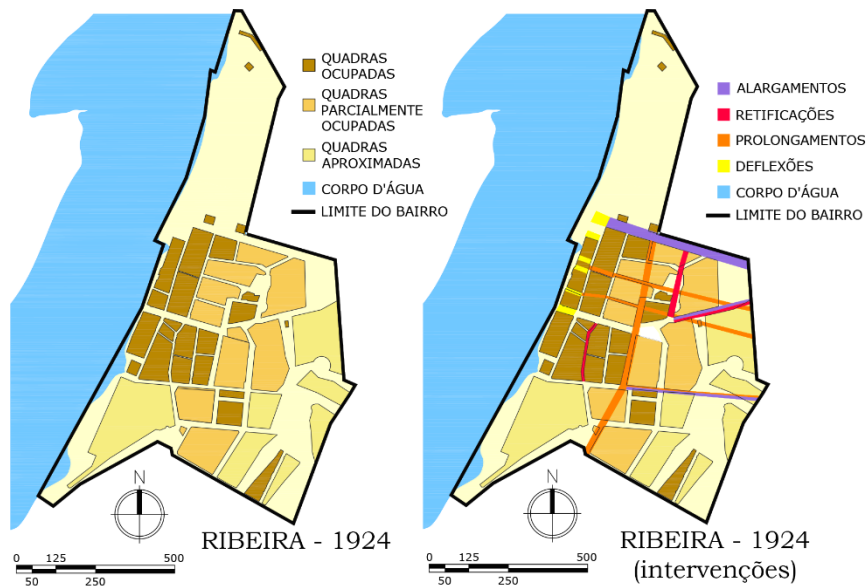 QUADRAS
OCUPADAS
QUADRAS
PARCIALMENTE
OCUPADAS
QUADRAS
APROXIMADAS
CORPO D'ÁGUA
LIMITE DO BAIRRO
N
RIBEIRA - 1924
0 125 250 500
50
ALARGAMENTOS
RETIFICAÇÕES
PROLONGAMENTOS
DEFLEXÕES
CORPO D'ÁGUA
LIMITE DO BAIRRO
N
RIBEIRA - 1924
(intervenções)
0 125 250 500
50